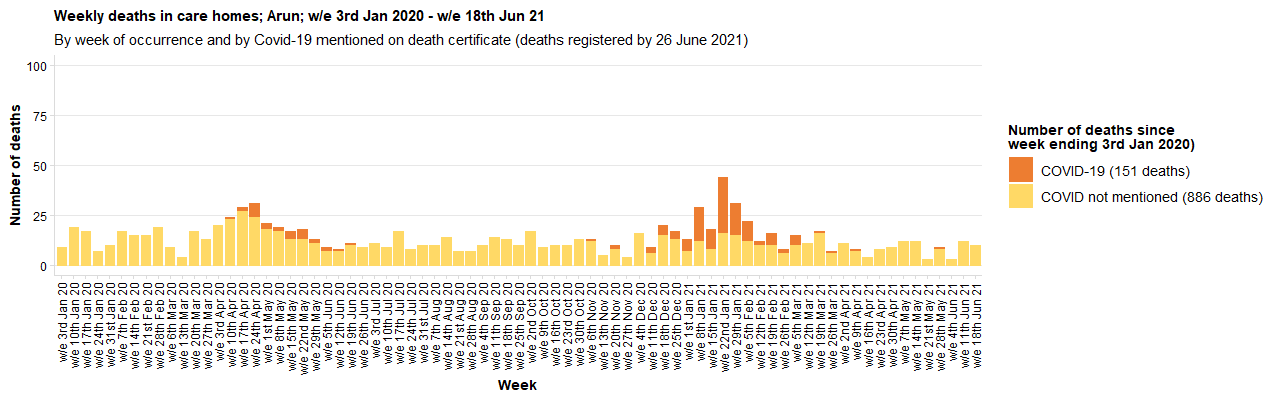 Weekly deaths in care homes; Arun; w/e 3rd Jan 2020 - w/e 18th Jun 21
By week of occurrence and by Covid-19 mentioned on death certificate (deaths registered by 26 June 2021)
Number of deaths
100
75
50
25
0
w/e 3rd Jan 20
w/e 10th Jan 20
w/e 17th Jan 20
w/e 24th Jan 20
w/e 31st Jan 20
w/e 7th Feb 20
w/e 14th Feb 20
w/e 21st Feb 20
w/e 28th Feb 20
w/e 6th Mar 20
w/e 13th Mar 20
w/e 20th Mar 20
w/e 27th Mar 20
w/e 3rd Apr 20
w/e 10th Apr 20
w/e 17th Apr 20
w/e 24th Apr 20
w/e 1st May 20
w/e 8th May 20
w/e 15th May 20
w/e 22nd May 20
w/e 29th May 20
w/e 5th Jun 20
w/e 12th Jun 20
w/e 19th Jun 20
w/e 26th Jun 20
w/e 3rd Jul 20
w/e 10th Jul 20
w/e 17th Jul 20
w/e 24th Jul 20
w/e 31st Jul 20
w/e 7th Aug 20
w/e 14th Aug 20
w/e 21st Aug 20
w/e 28th Aug 20
w/e 4th Sep 20
w/e 11th Sep 20
w/e 18th Sep 20
w/e 25th Sep 20
w/e 2nd Oct 20
w/e 9th Oct 20
w/e 16th Oct 20
w/e 23rd Oct 20
w/e 30th Oct 20
w/e 6th Nov 20
w/e 13th Nov 20
w/e 20th Nov 20
w/e 27th Nov 20
w/e 4th Dec 20
w/e 11th Dec 20
w/e 18th Dec 20
w/e 25th Dec 20
w/e 1st Jan 21
w/e 8th Jan 21
w/e 15th Jan 21
w/e 22nd Jan 21
w/e 29th Jan 21
w/e 5th Feb 21
w/e 12th Feb 21
w/e 19th Feb 21
w/e 26th Feb 21
w/e 5th Mar 21
w/e 12th Mar 21
w/e 19th Mar 21
w/e 26th Mar 21
w/e 2nd Apr 21
w/e 9th Apr 21
w/e 16th Apr 21
w/e 23rd Apr 21
w/e 30th Apr 21
w/e 7th May 21
w/e 14th May 21
w/e 21st May 21
w/e 28th May 21
w/e 4th Jun 21
w/e 11th Jun 21
w/e 18th Jun 21
Week
Number of deaths since
week ending 3rd Jan 2020)
COVID-19 (151 deaths)
COVID not mentioned (886 deaths)